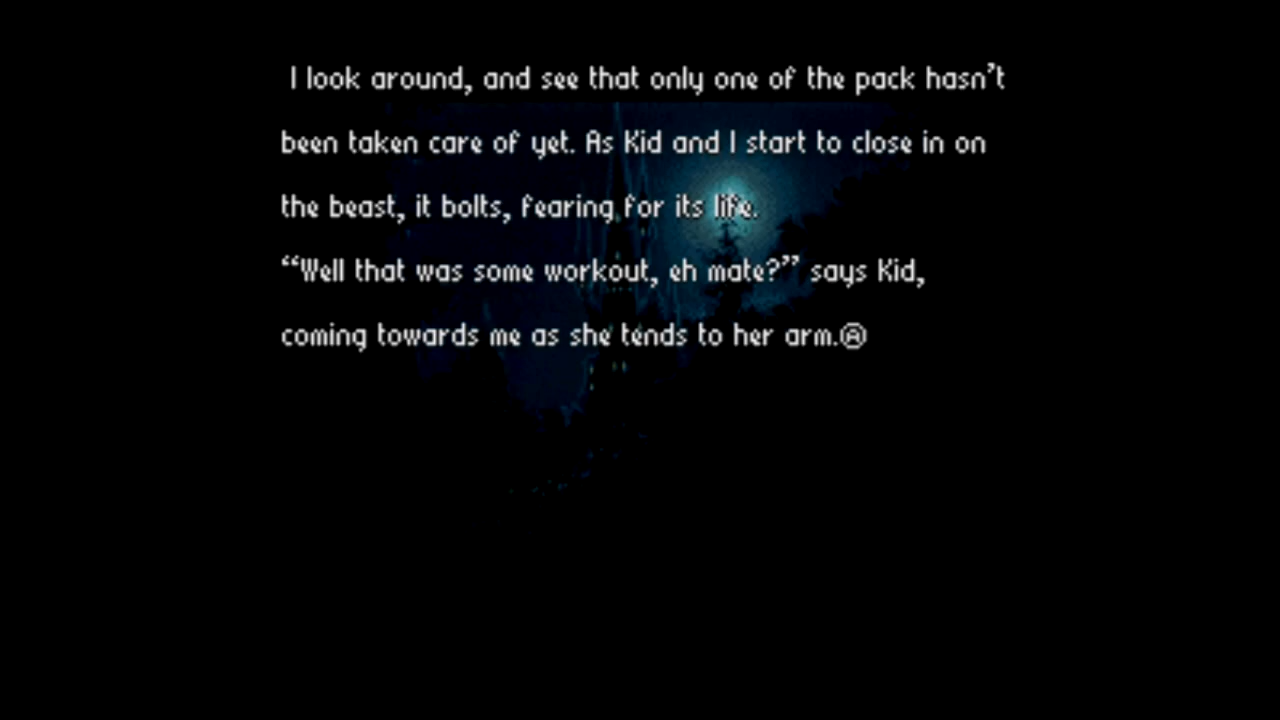 I look around, and see that only one of the pack hasn’t
been taken care of yet. As Kid and I start to close in on
the beast, it bolts, fearing for its life.
“Well that was some workout, eh mate?” says Kid,
coming towards me as she tends to her arm.Ⓐ